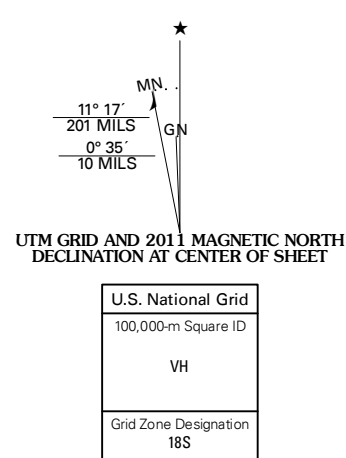 ★
MN. .
11° 17´
201 MILS
GN
0° 35´
10 MILS
UTM GRID AND 2011 MAGNETIC NORTH
DECLINATION AT CENTER OF SHEET
U.S. National Grid
100,000-m Square ID
VH
Grid Zone Designation
18S